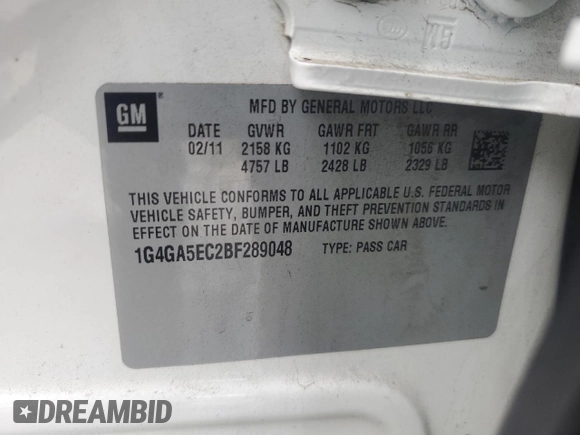 GM
MFD BY GENERAL MOTORS LLC
DATE GVWR GAWR FRT GAWR RR
02/11 2158 KG 1102 KG 1056 KG
4757 LB 2428 LB 2329 LB
THIS VEHICLE CONFORMS TO ALL APPLICABLE U.S. FEDERAL MOTOR
VEHICLE SAFETY, BUMPER, AND THEFT PREVENTION STANDARDS IN
EFFECT ON THE DATE OF MANUFACTURE SHOWN ABOVE.
1G4GA5EC2BF289048 TYPE: PASS CAR
DREAMBID